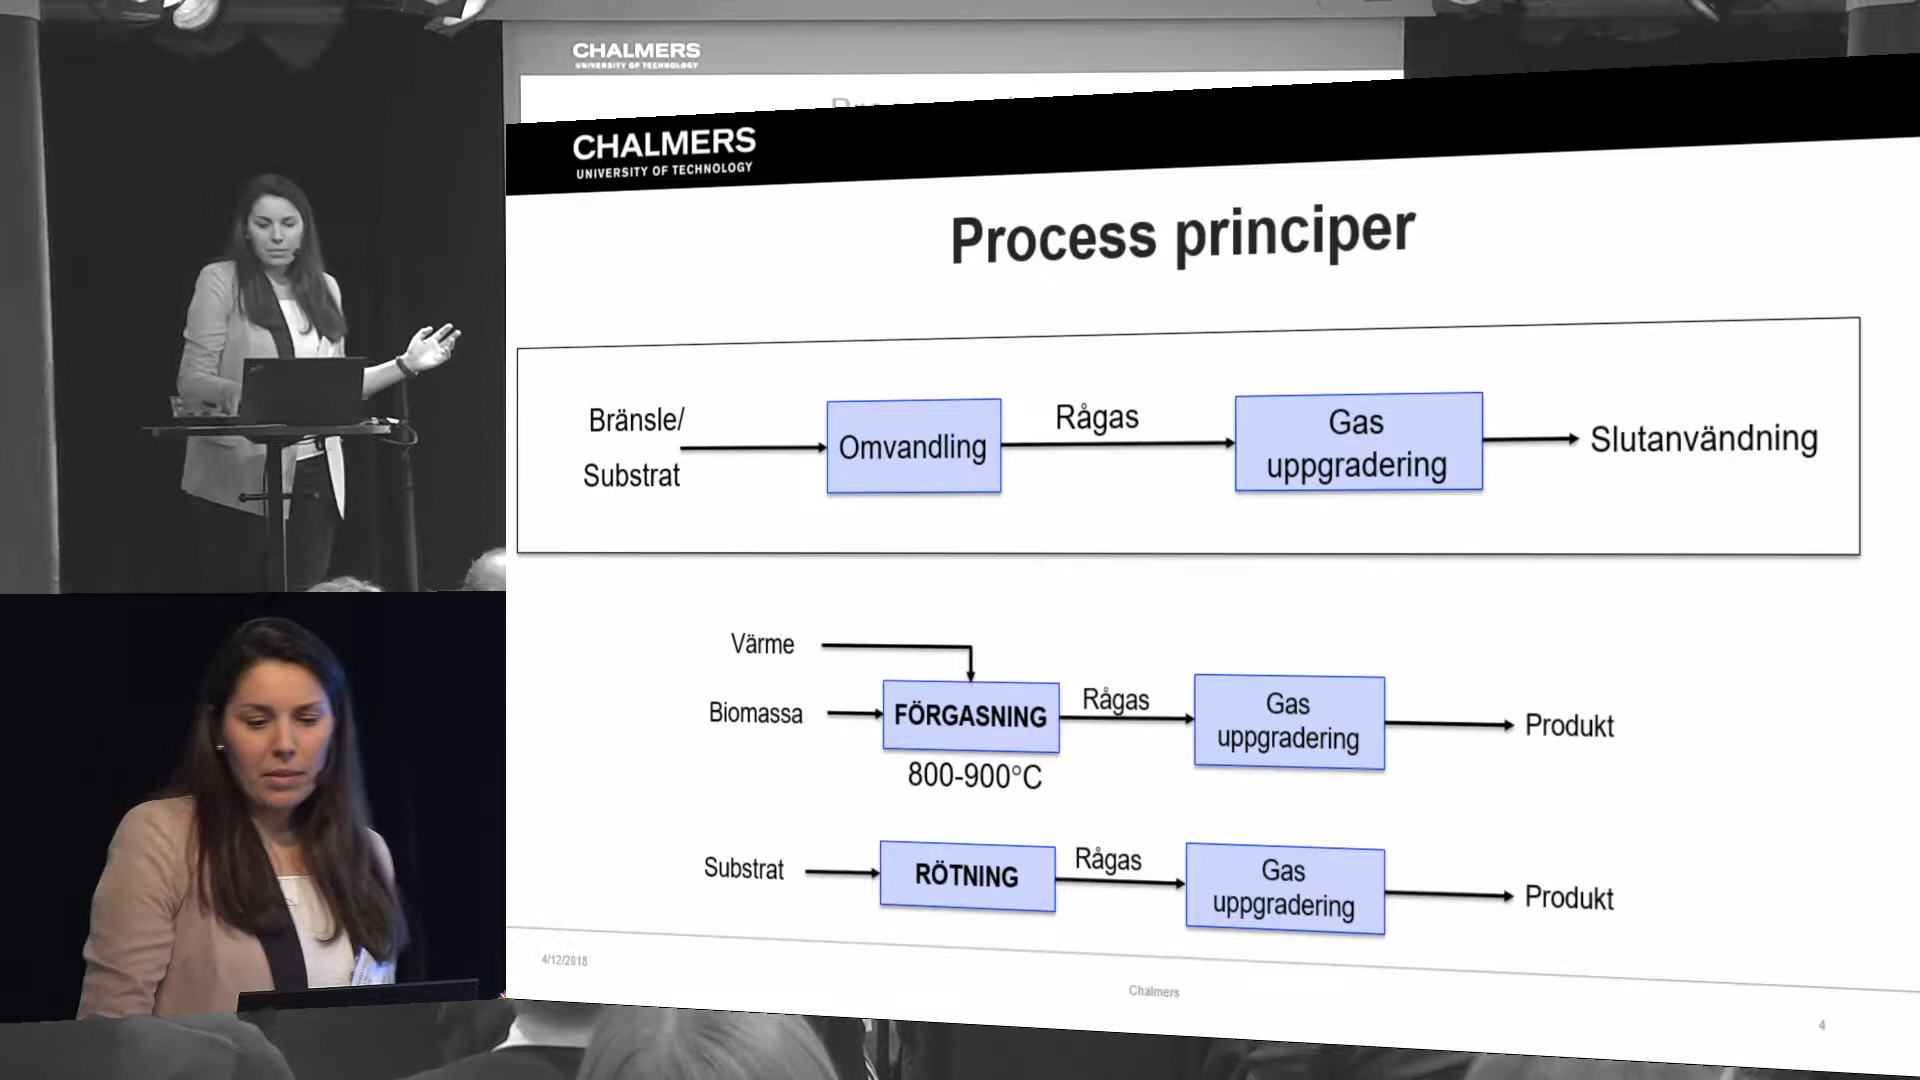 CHALMERS
UNIVERSITY OF TECHNOLOGY
CHALMERS
UNIVERSITY OF TECHNOLOGY
Process principer
Bränsle/
Substrat
Omvandling
Rågas
Gas
uppgradering
Slutanvändning
Värme
Biomassa
FÖRGASNING
800-900°C
Rågas
Gas
uppgradering
Produkt
Substrat
RÖTNING
Rågas
Gas
uppgradering
Produkt
4/12/2018
Chalmers
4